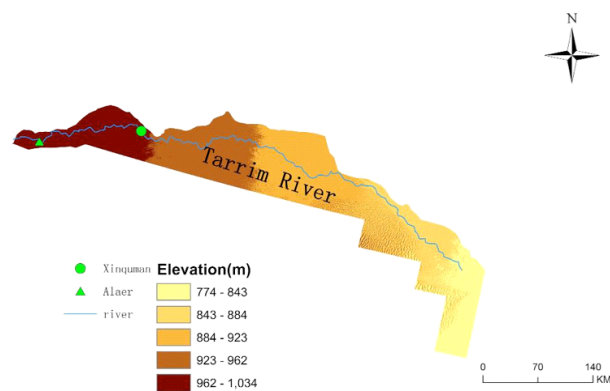 N
Tarrim River
Xinquman
Elevation(m)
Alaer
774 - 843
river
843 - 884
884 - 923
923 - 962
962 - 1,034
0 70 140
KM